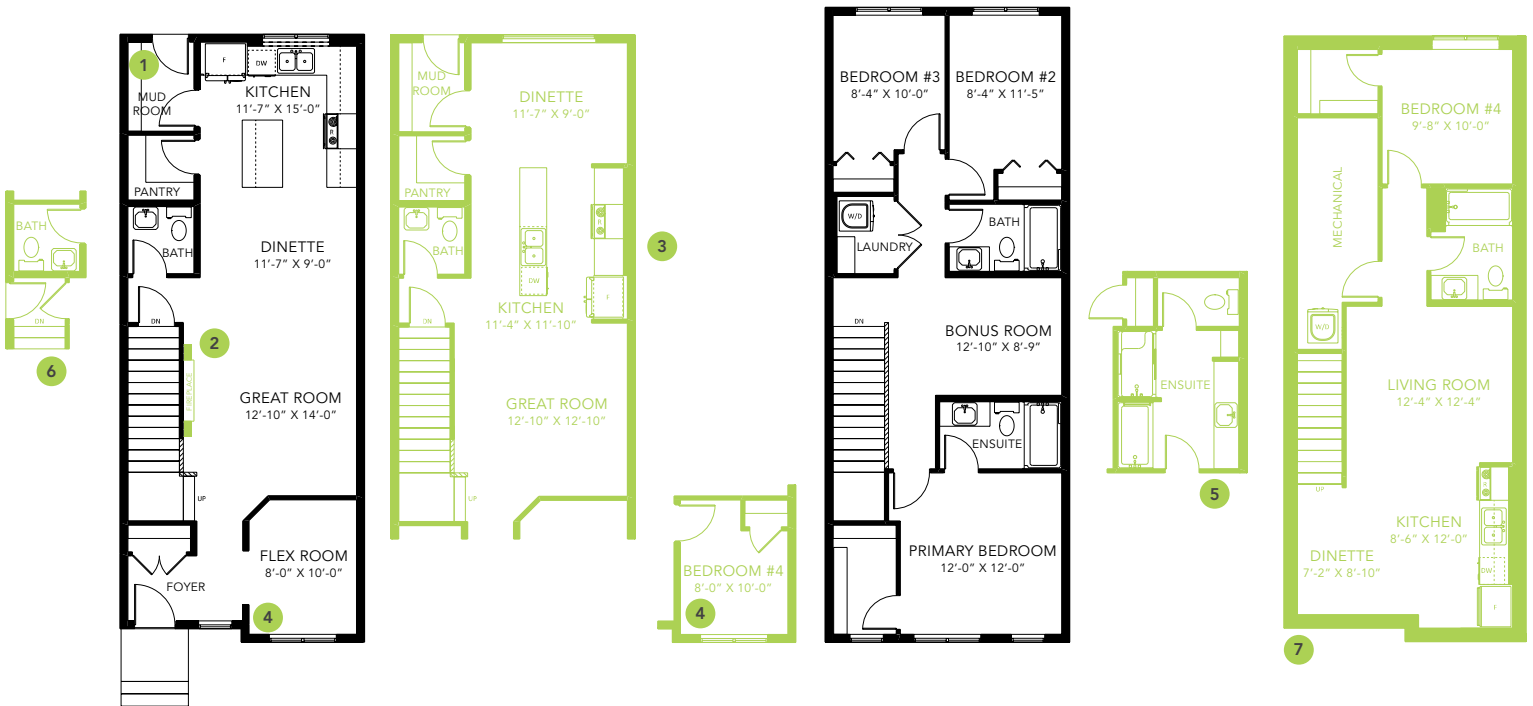 1
MUD
ROOM
F
DW
KITCHEN
11'-7" X 15'-0"
R
PANTRY
BATH
DINETTE
11'-7" X 9'-0"
DN
2
FIREPLACE
GREAT ROOM
12'-10" X 14'-0"
UP
FLEX ROOM
8'-0" X 10'-0"
FOYER
4
BATH
DN
6
MUD
ROOM
DINETTE
11'-7" X 9'-0"
PANTRY
R
3
BATH
DW
F
KITCHEN
11'-4" X 11'-10"
DN
GREAT ROOM
12'-10" X 12'-10"
UP
BEDROOM #4
8'-0" X 10'-0"
4
BEDROOM #3
8'-4" X 10'-0"
BEDROOM #2
8'-4" X 11'-5"
W/D
LAUNDRY
BATH
DN
BONUS ROOM
12'-10" X 8'-9"
ENSUITE
PRIMARY BEDROOM
12'-0" X 12'-0"
ENSUITE
5
BEDROOM #4
9'-8" X 10'-0"
MECHANICAL
BATH
W/D
LIVING ROOM
12'-4" X 12'-4"
UP
R
KITCHEN
8'-6" X 12'-0"
DINETTE
7'-2" X 8'-10"
DW
F
7